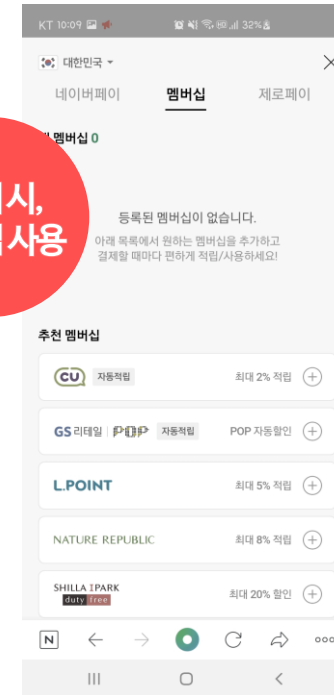 KT 10:09 32%
대한민국
네이버페이 멤버십 제로페이
멤버십 0
시,
사용
등록된 멤버십이 없습니다.
아래 목록에서 원하는 멤버십을 추가하고
결제할 때마다 편하게 적립/사용하세요!
추천 멤버십
CU 자동적립 최대 2% 적립
GS리테일 POP 자동적립 POP 자동할인
L.POINT 최대 5% 적립
NATURE REPUBLIC 최대 8% 적립
SHILLA IPARK
duty free 최대 20% 할인
N